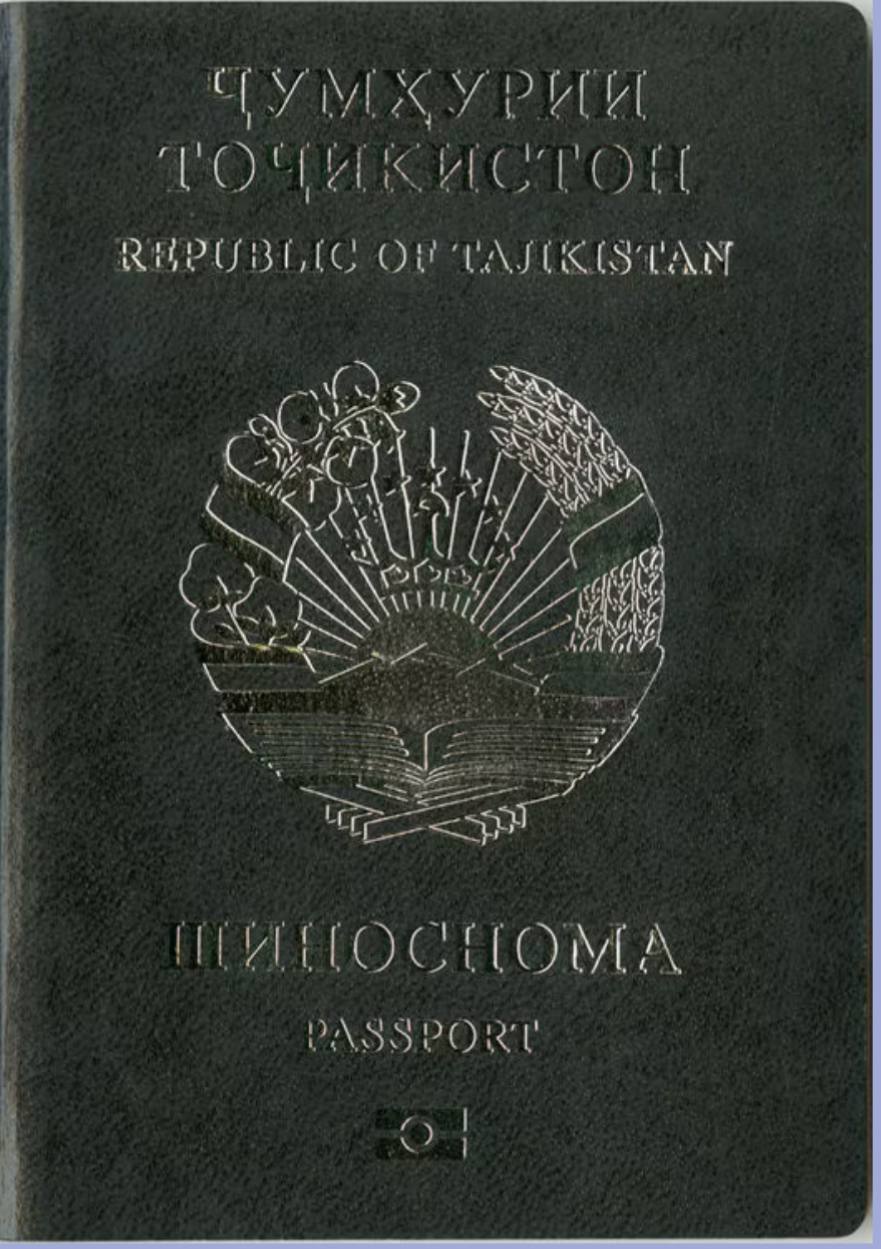 ҶУМҲУРИИ
ТОҶИКИСТОН
REPUBLIC OF TAJIKISTAN
ШИНОСНОМА
PASSPORT